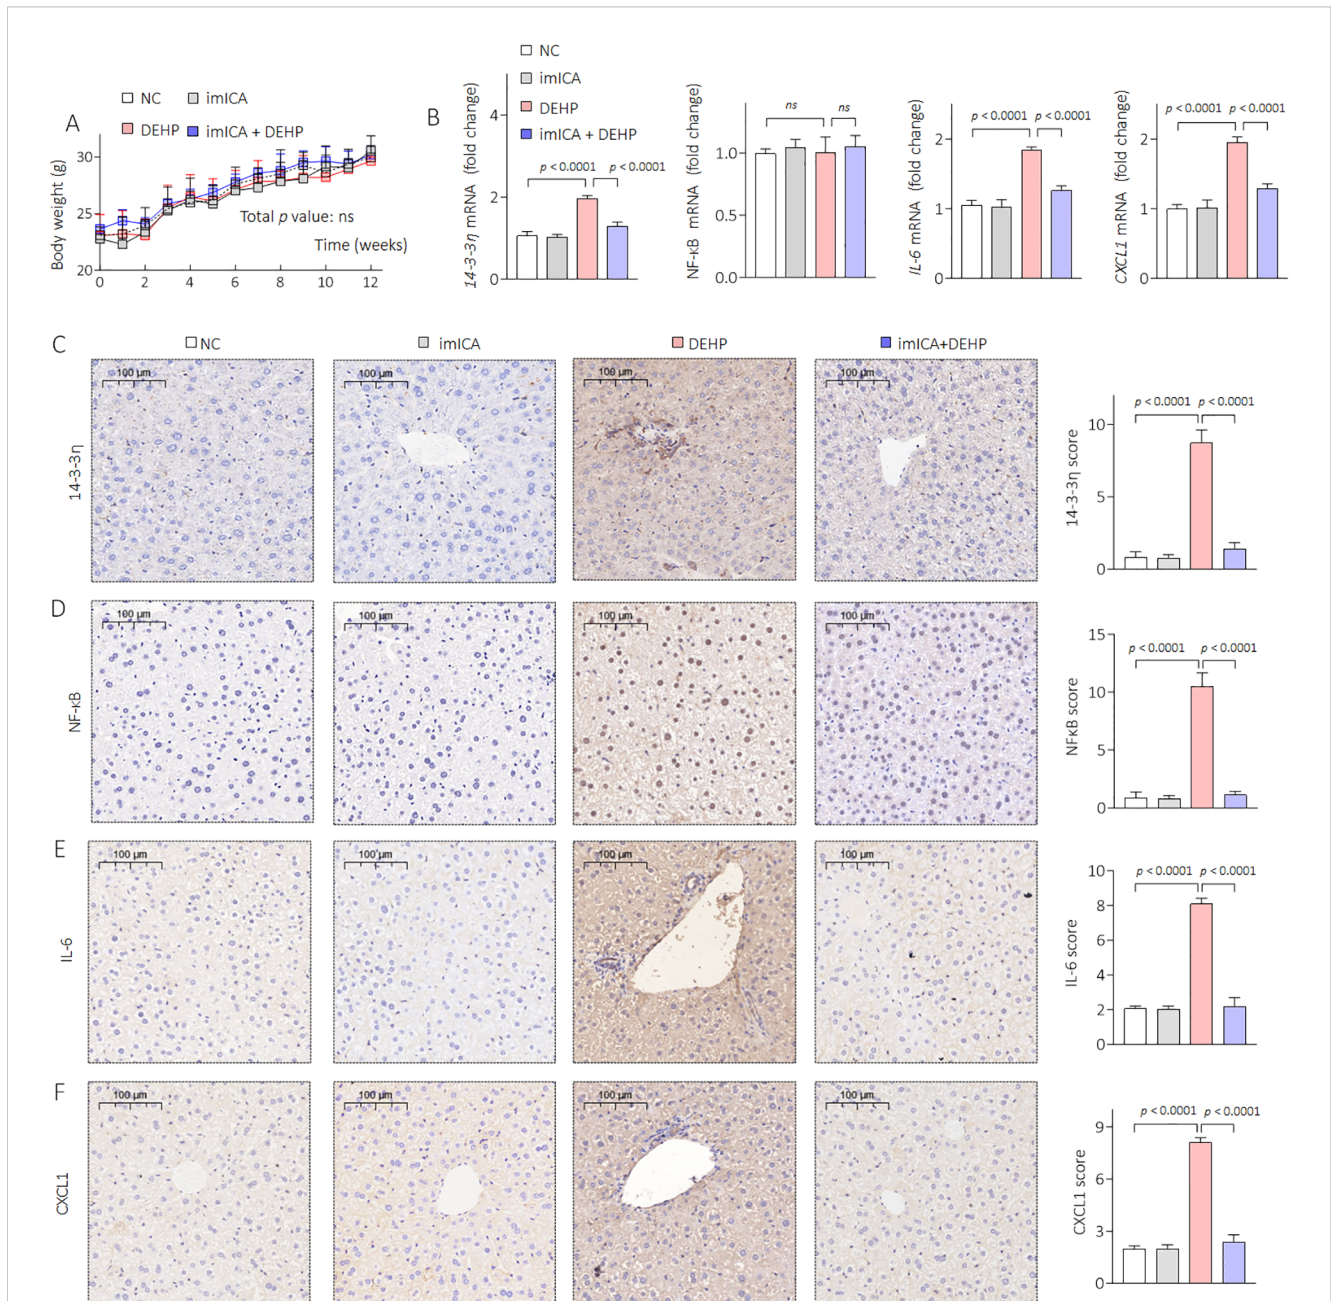 A
NC
imICA
DEHP
imICA + DEHP
Body weight (g)
30
25
20
Total p value: ns
Time (weeks)
0 2 4 6 8 10 12
B
NC
imICA
DEHP
imICA + DEHP
14-3-3η mRNA (fold change)
4
2
0
p < 0.0001
p < 0.0001
NF-κB mRNA (fold change)
1.0
0.5
0.0
ns
ns
IL-6 mRNA (fold change)
2
1
0
p < 0.0001
p < 0.0001
CXCL1 mRNA (fold change)
2
1
0
p < 0.0001
p < 0.0001
C
NC
imICA
DEHP
imICA+DEHP
14-3-3η
100 µm
100 µm
100 µm
100 µm
14-3-3η score
10
5
0
p < 0.0001
p < 0.0001
D
NF-κB
100 µm
100 µm
100 µm
100 µm
NFκB score
15
10
5
0
p < 0.0001
p < 0.0001
E
IL-6
100 µm
100 µm
100 µm
100 µm
IL-6 score
10
8
6
4
2
0
p < 0.0001
p < 0.0001
F
CXCL1
100 µm
100 µm
100 µm
100 µm
CXCL1 score
9
6
3
0
p < 0.0001
p < 0.0001